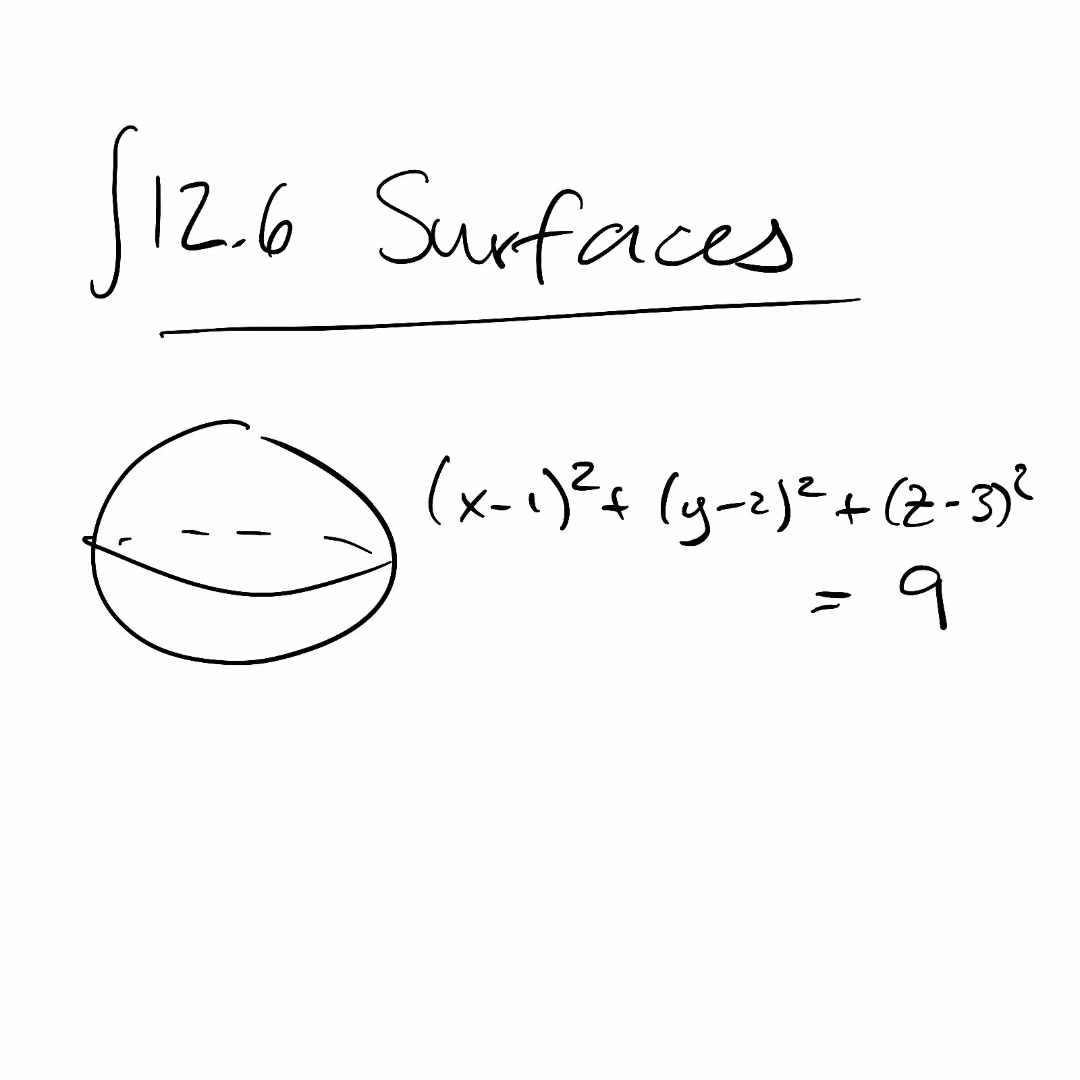 ∫12.6 Surfaces
(x-1)² + (y-2)² + (z-3)²
= 9